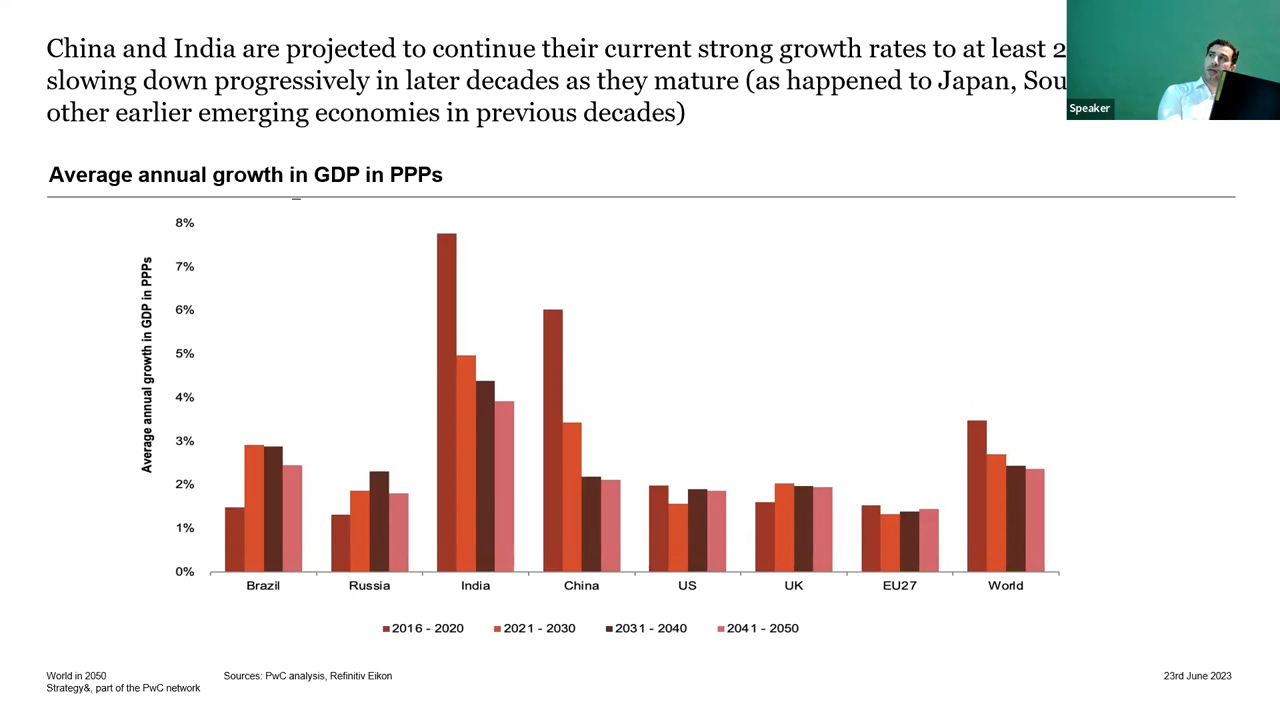 China and India are projected to continue their current strong growth rates to at least
slowing down progressively in later decades as they mature (as happened to Japan,
other earlier emerging economies in previous decades)
Speaker
Average annual growth in GDP in PPPs
Average annual growth in GDP in PPPs
8%
7%
6%
5%
4%
3%
2%
1%
0%
Brazil Russia India China US UK EU27 World
2016 - 2020 2021 - 2030 2031 - 2040 2041 - 2050
World in 2050 Sources: PwC analysis, Refinitiv Eikon 23rd June 2023
Strategy&, part of the PwC network